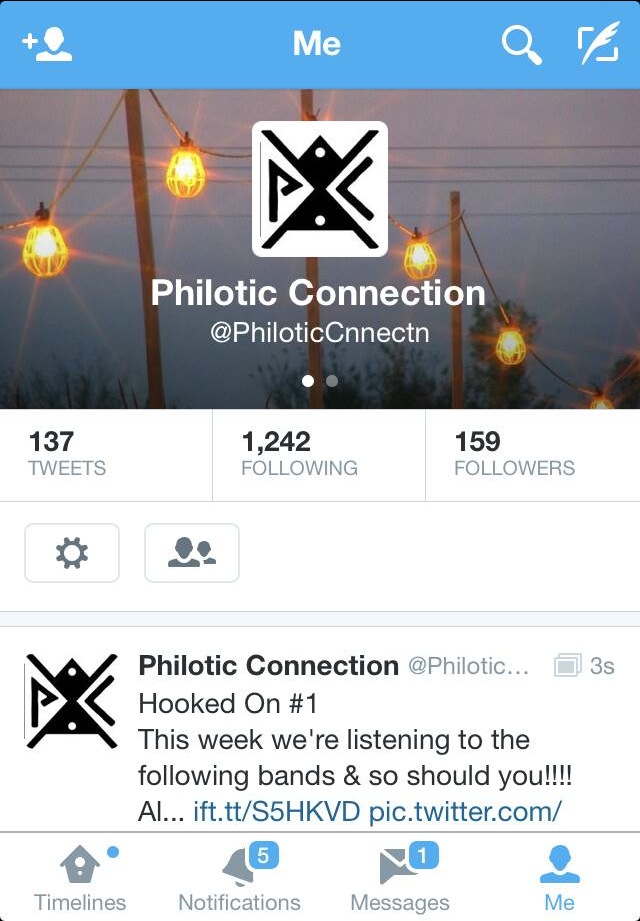 Me
Philotic Connection
@PhiloticCnnectn
137 1,242 159
TWEETS FOLLOWING FOLLOWERS
Philotic Connection @Philotic... 3s
Hooked On #1
This week we're listening to the
following bands & so should you!!!!
Al... ift.tt/S5HKVD pic.twitter.com/
5 1
Timelines Notifications Messages Me